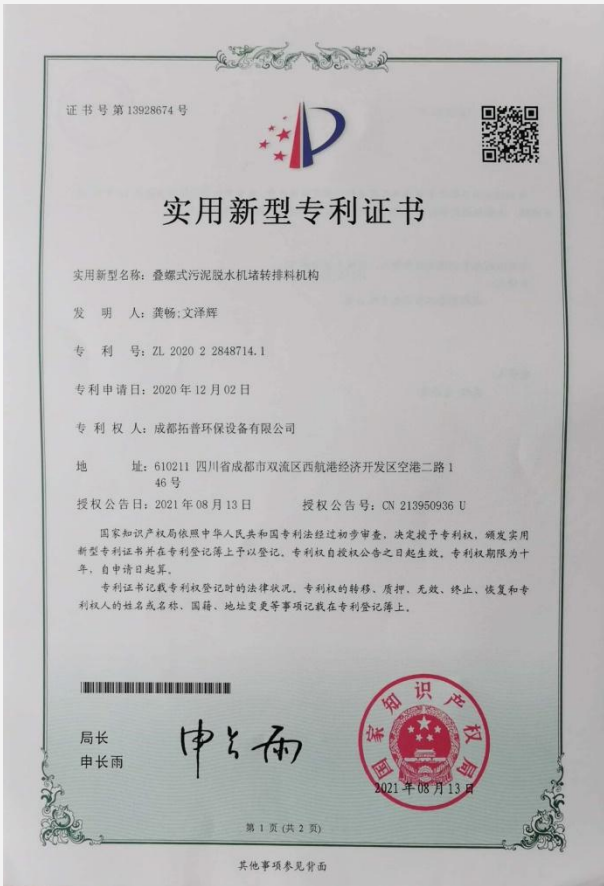 证书号第13928674号
实用新型专利证书
实用新型名称：叠螺式污泥脱水机堵转排料机构
发 明 人：龚畅;文泽辉
专 利 号：ZL 2020 2 2848714.1
专利申请日：2020年12月02日
专 利 权 人：成都拓普环保设备有限公司
地 址：610211 四川省成都市双流区西航港经济开发区空港二路1
46号
授权公告日：2021年08月13日 授权公告号：CN 213950936 U
国家知识产权局依照中华人民共和国专利法经过初步审查，决定授予专利权，颁发实用
新型专利证书并在专利登记簿上予以登记。专利权自授权公告之日起生效。专利权期限为十
年，自申请日起算。
专利证书记载专利权登记时的法律状况。专利权的转移、质押、无效、终止、恢复和专
利权人的姓名或名称、国籍、地址变更等事项记载在专利登记簿上。
局长
申长雨
申长雨
国家知识产权局
2021年08月13日
第 1 页 (共 2 页)
其他事项参见背面